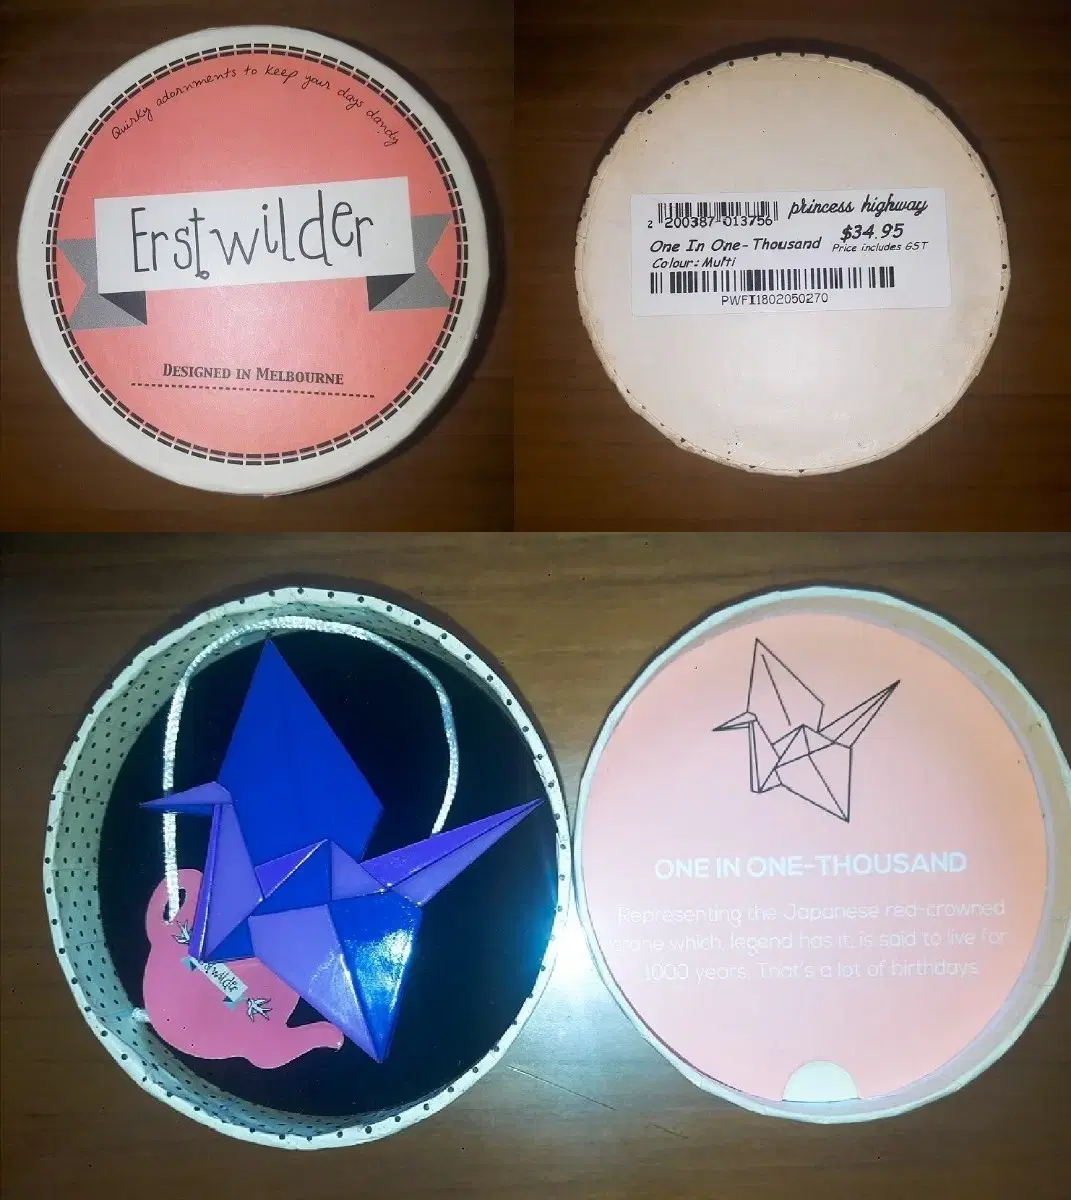 Quirky adornments to keep your days dandy
Erstwilder
DESIGNED IN MELBOURNE
2 200387-013756
princess highway
$34.95
One In One-Thousand
Price includes GST
Colour: Multi
PWFI1802050270
Erstwilder
ONE IN ONE-THOUSAND
Representing the Japanese red-crowned
crane which, legend has it, is said to live for
1000 years. That's a lot of birthdays.